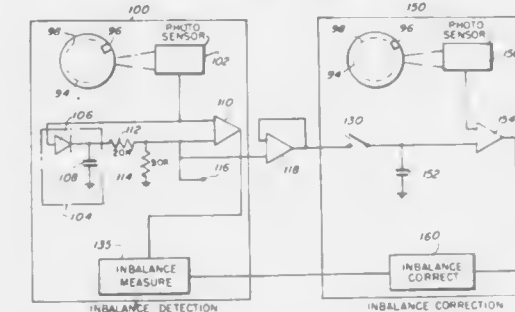 100
150
98
96
PHOTO
SENSOR
102
94
98
96
PHOTO
SENSOR
94
106
112
110
20R
108
114
80R
116
104
118
130
154
152
135
INBALANCE
MEASURE
160
INBALANCE
CORRECT
INBALANCE DETECTION
INBALANCE CORRECTION